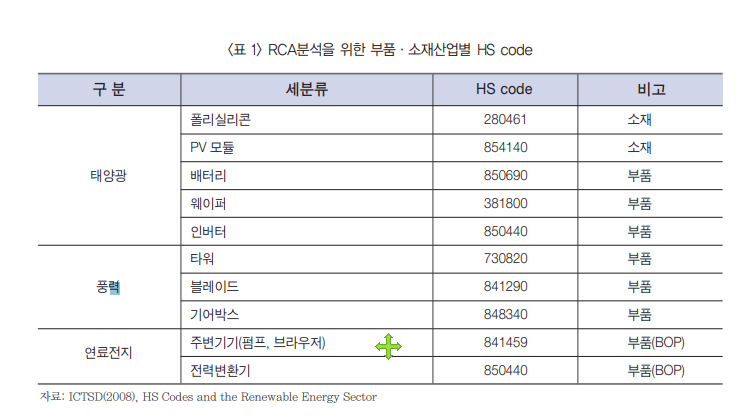 〈표 1〉 RCA분석을 위한 부품·소재산업별 HS code
구 분 세분류 HS code 비고
폴리실리콘 280461 소재
PV 모듈 854140 소재
태양광 배터리 850690 부품
웨이퍼 381800 부품
인버터 850440 부품
타워 730820 부품
풍력 블레이드 841290 부품
기어박스 848340 부품
연료전지 주변기기(펌프, 브라우저) 841459 부품(BOP)
전력변환기 850440 부품(BOP)
자료: ICTSD(2008), HS Codes and the Renewable Energy Sector